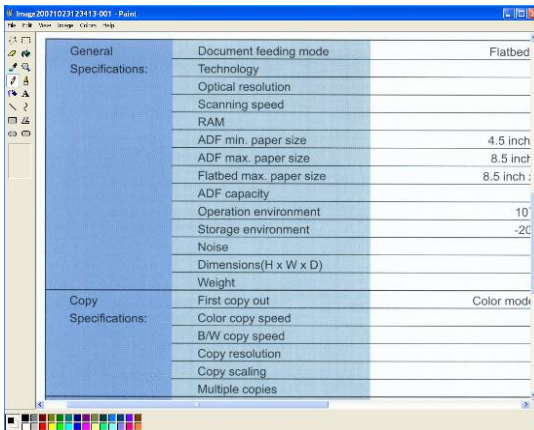 Image20071023123413-001 - Paint
File Edit View Image Colors Help
General Document feeding mode Flatbed
Specifications: Technology
Optical resolution
Scanning speed
RAM
ADF min. paper size 4.5 inch
ADF max. paper size 8.5 inch
Flatbed max. paper size 8.5 inch x
ADF capacity
Operation environment 10°
Storage environment -20
Noise
Dimensions(H x W x D)
Weight
Copy First copy out Color mode
Specifications: Color copy speed
B/W copy speed
Copy resolution
Copy scaling
Multiple copies